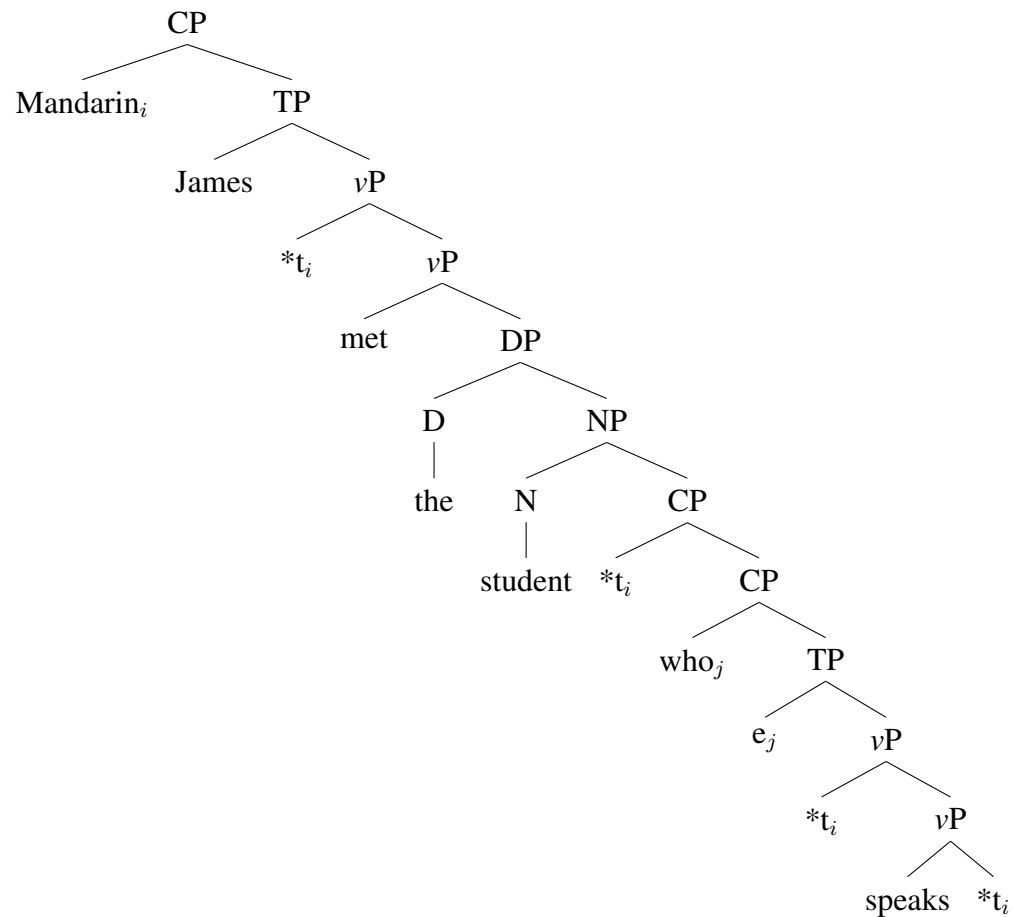 CP
Mandarin_i TP
James vP
*t_i vP
met DP
D NP
the N CP
student *t_i CP
who_j TP
e_j vP
*t_i vP
speaks *t_i